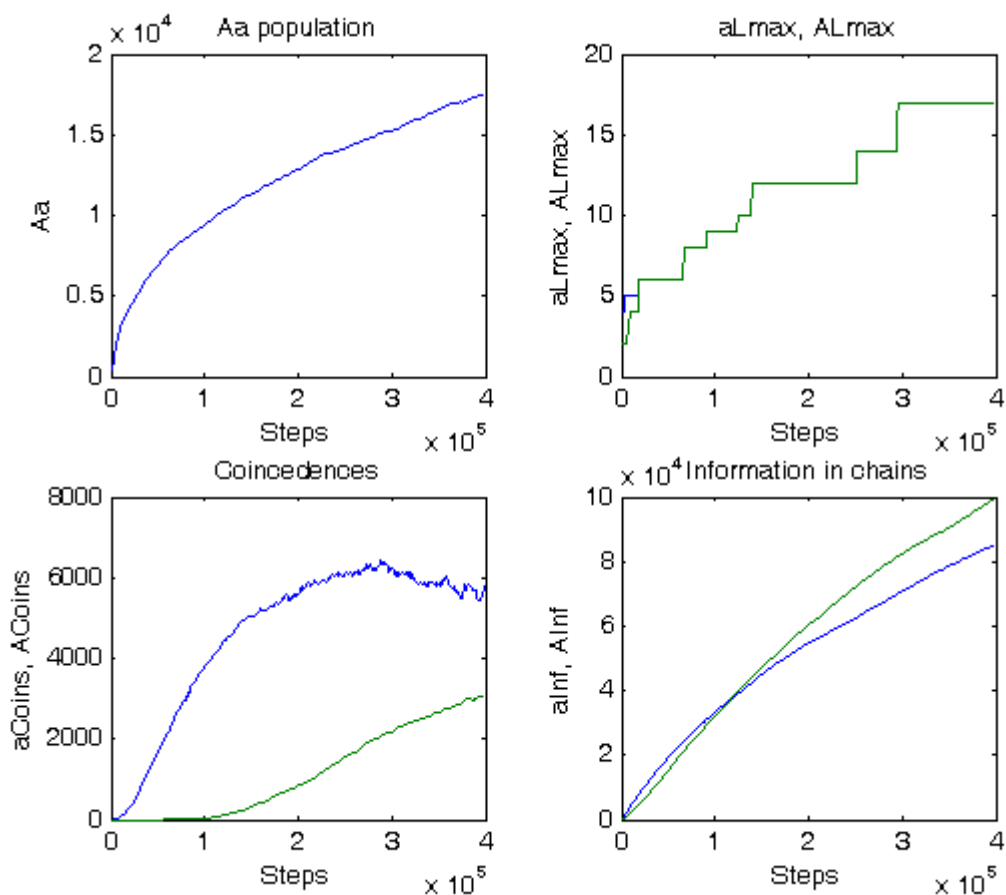 Aa population
× 10^4
2
1.5
1
0.5
0
Aa
0 1 2 3 4
Steps
× 10^5
aLmax, ALmax
20
15
10
5
0
aLmax, ALmax
0 1 2 3 4
Steps
× 10^5
Coincedences
8000
6000
4000
2000
0
aCoins, ACoins
0 1 2 3 4
Steps
× 10^5
× 10^4 Information in chains
10
8
6
4
2
0
aInf, AInf
0 1 2 3 4
Steps
× 10^5